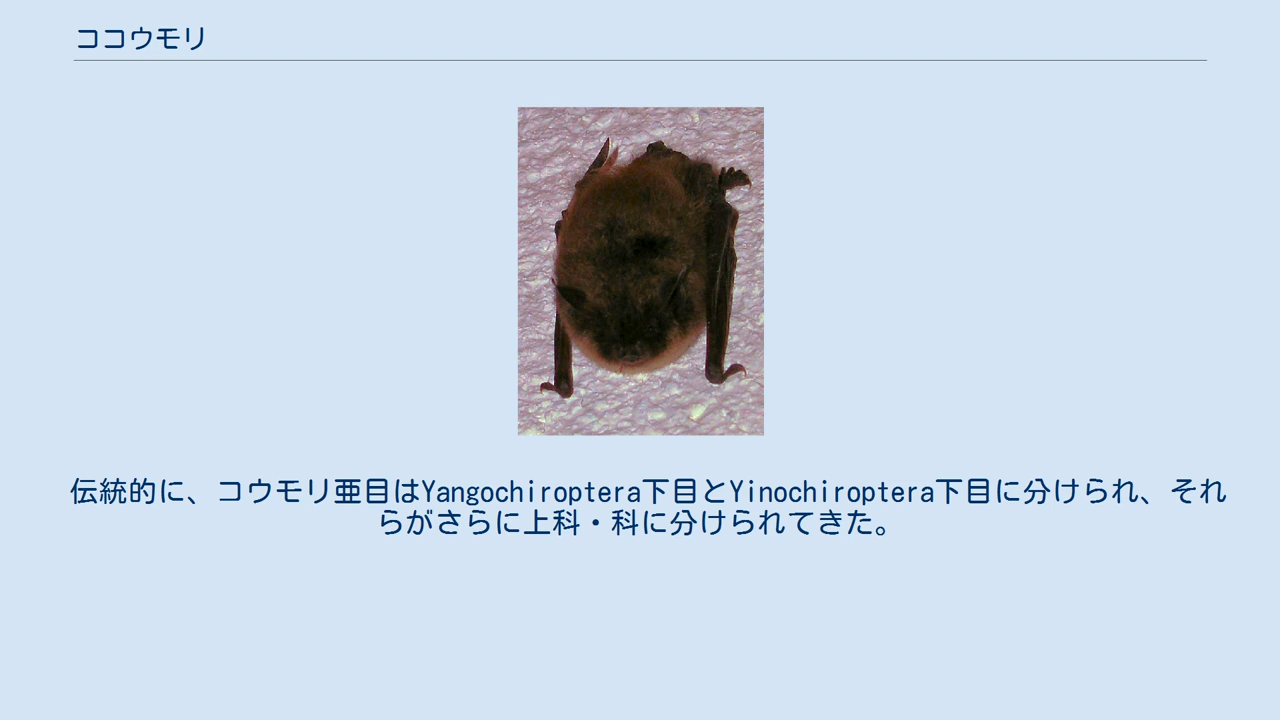 ココウモリ
伝統的に、コウモリ亜目はYangochiroptera下目とYinochiroptera下目に分けられ、それ
らがさらに上科・科に分けられてきた。